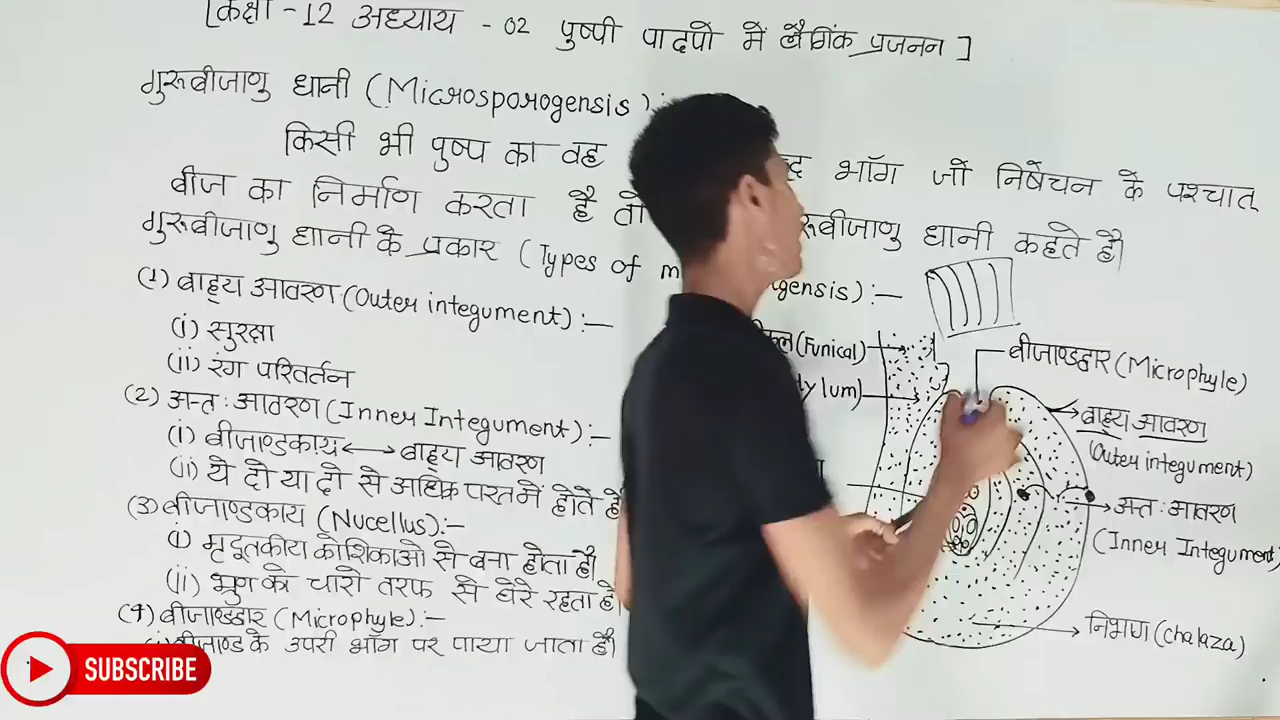 [कक्षा -12 अध्याय - 02 पुष्पी पादपो में लैगिंक प्रजनन ]
गुरूबीजाणु धानी (Microsporogensis):-
किसी भी पुष्प का वह भॉग जो निषेचन के पश्चात्
बीज का निर्माण करता है तो गुरूबीजाणु धानी कहते है।
गुरूबीजाणु धानी के प्रकार (Types of
(1) बाह्य आवरण (Outer integument) :—
(i) सुरक्षा
(ii) रंग परिवर्तन
(2) अन्त: आवरण (Inner Integument) :—
(i) बीजाण्डकाय ⟷ बाह्य आवरण
(ii) ये दो या दो से अधिक परत में होते है
(3) बीजाण्डकाय (Nucellus):-
(i) मृदूतकीय कोशिकाओ से बना होता है।
(ii) भ्रुण को चारो तरफ से घेरे रहता है।
(4) बीजाण्डद्वार (Microphyle):-
बीजाण्ड के उपरी भॉग पर पाया जाता है।
(Funical)
बीजाण्डद्वार (Microphyle)
बाह्य आवरण
(Outer integument)
अन्त: आवरण
(Inner Integument
निभाग (chalaza)
SUBSCRIBE